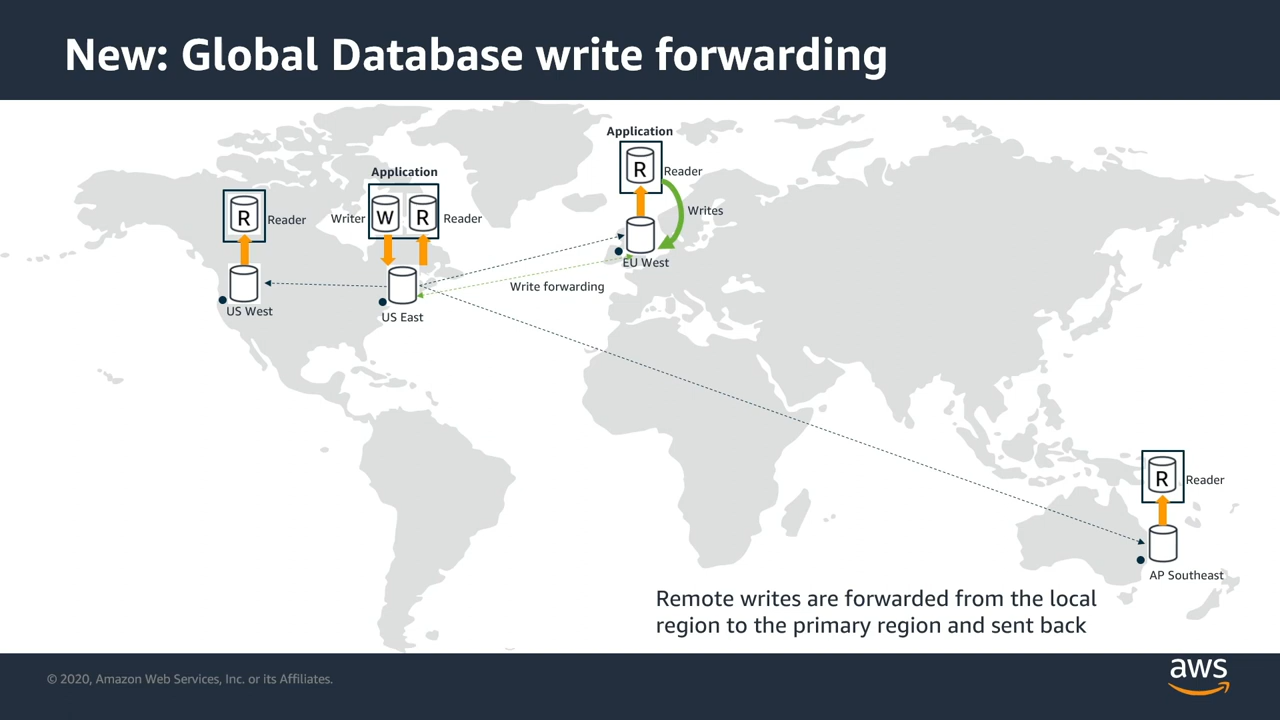 New: Global Database write forwarding
Application
R
Reader
Writes
EU West
Application
Writer
W
R
Reader
US East
R
Reader
US West
Write forwarding
R
Reader
AP Southeast
Remote writes are forwarded from the local
region to the primary region and sent back
© 2020, Amazon Web Services, Inc. or its Affiliates.
aws